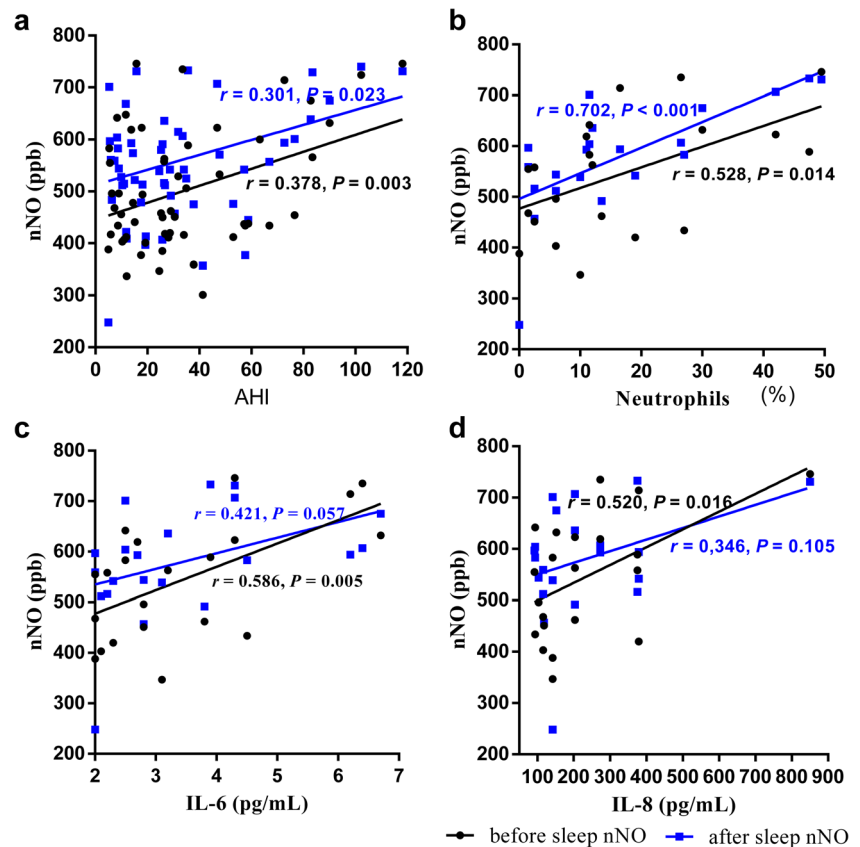 a
800
700
600
500
400
300
200
nNO (ppb)
r = 0.301, P = 0.023
r = 0.378, P = 0.003
0 20 40 60 80 100 120
AHI
b
800
700
600
500
400
300
200
nNO (ppb)
r = 0.702, P < 0.001
r = 0.528, P = 0.014
0 10 20 30 40 50
Neutrophils (%)
c
800
700
600
500
400
300
200
nNO (ppb)
r = 0.421, P = 0.057
r = 0.586, P = 0.005
2 3 4 5 6 7
IL-6 (pg/mL)
d
800
700
600
500
400
300
200
nNO (ppb)
r = 0.520, P = 0.016
r = 0,346, P = 0.105
100 200 300 400 500 600 700 800 900
IL-8 (pg/mL)
before sleep nNO after sleep nNO